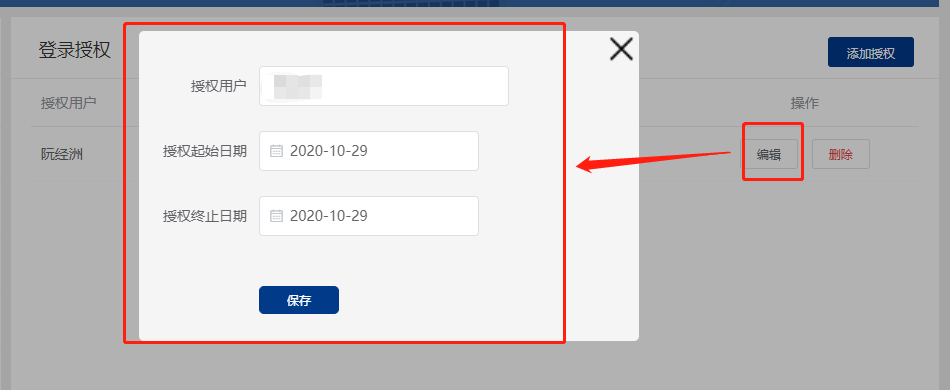 登录授权
添加授权
授权用户
操作
阮经洲
编辑
删除
授权用户
授权起始日期
2020-10-29
授权终止日期
2020-10-29
保存